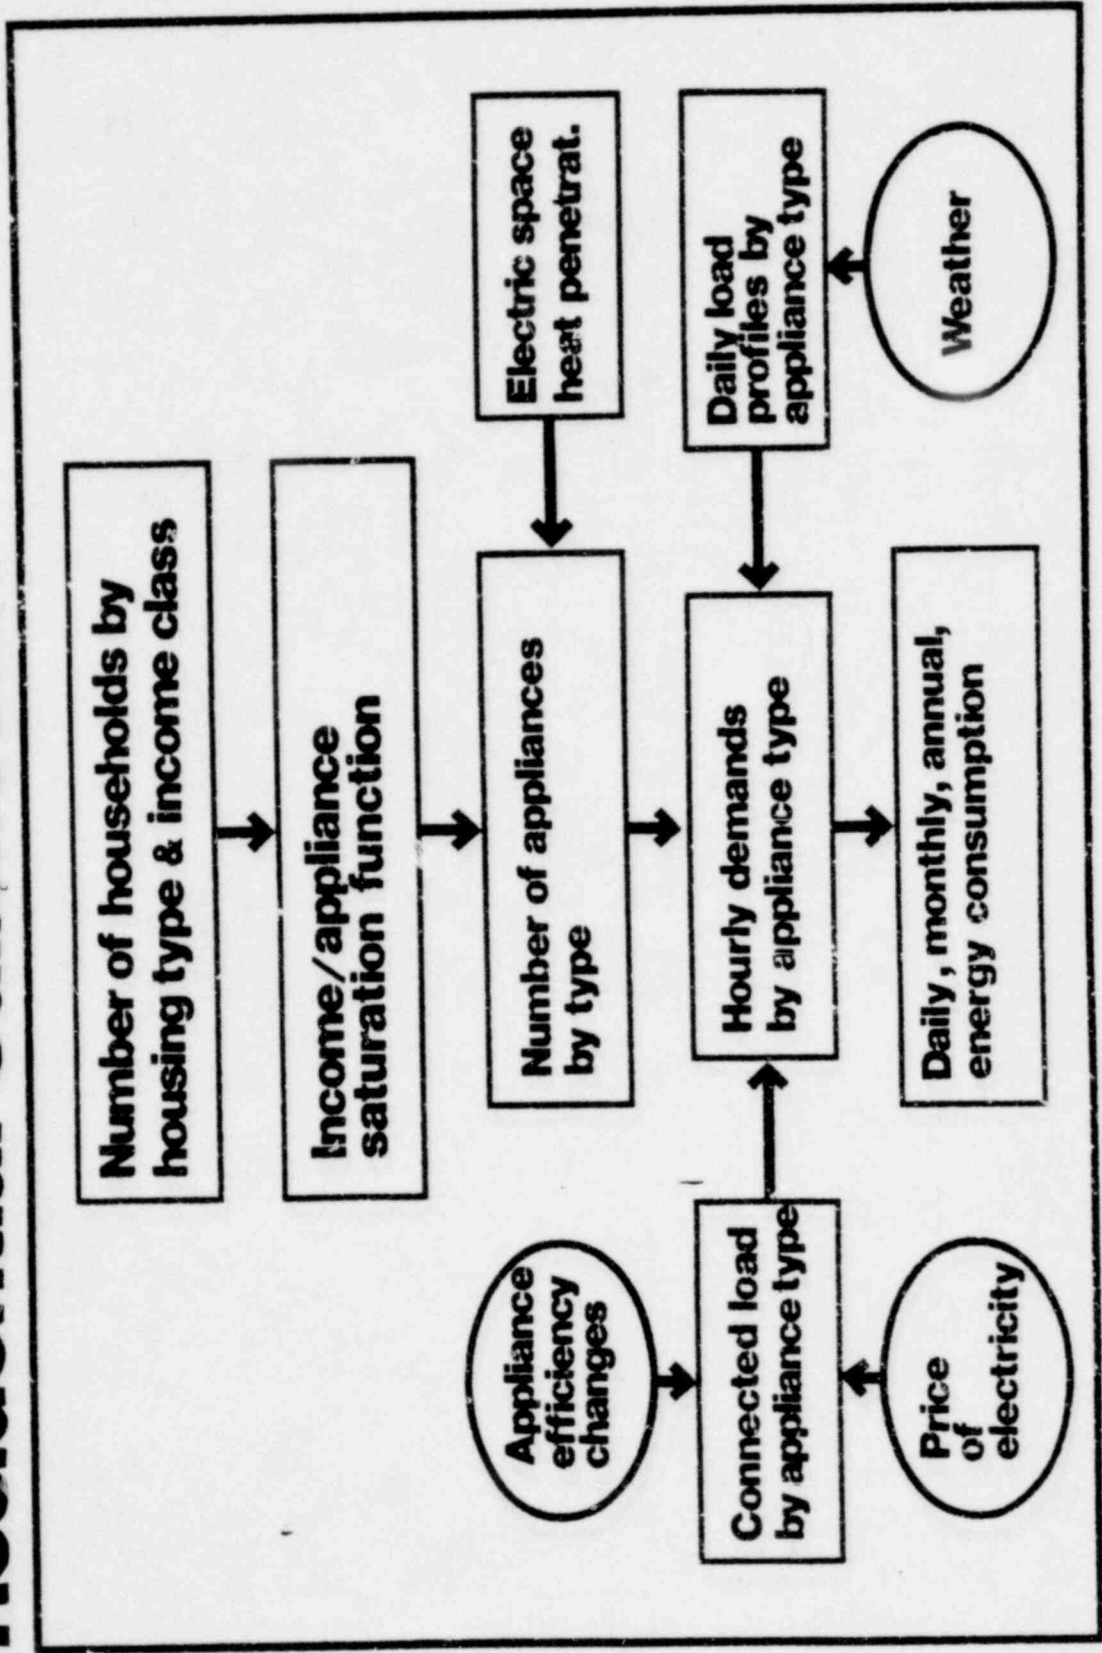 Number of households by
housing type & income class
Income/appliance
saturation function
Electric space
heat penetrat.
Number of appliances
by type
Appliance
efficiency
changes
Connected load
by appliance type
Hourly demands
by appliance type
Daily load
profiles by
appliance type
Price
of
electricity
Daily, monthly, annual,
energy consumption
Weather